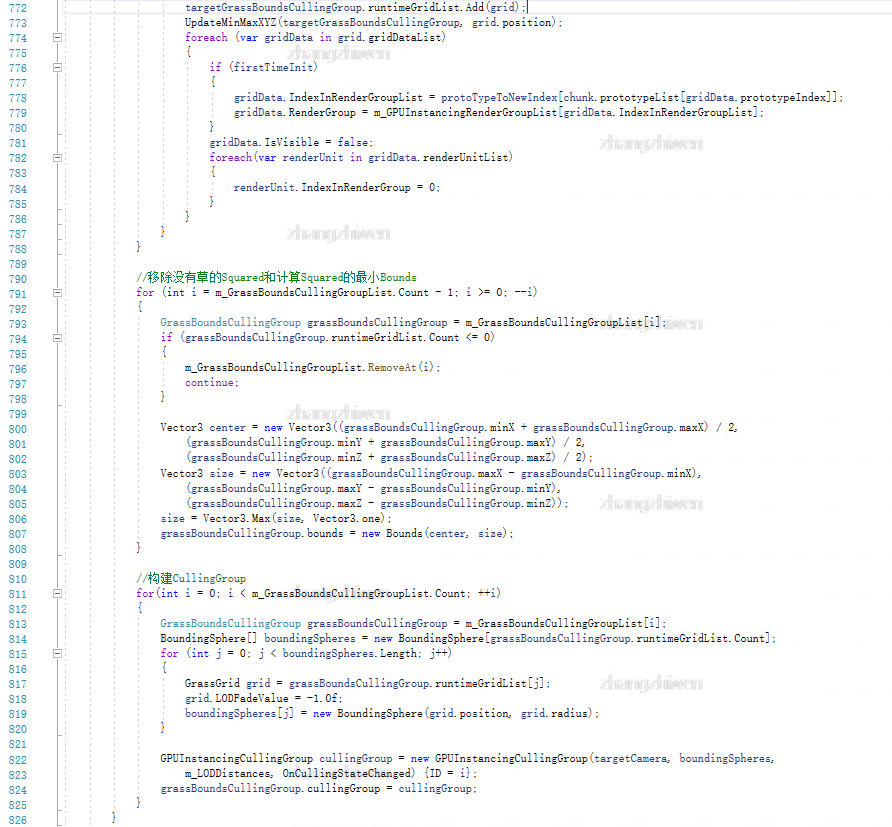 772 targetGrassBoundsCullingGroup.runtimeGridList.Add(grid);
773 UpdateMinMaxXYZ(targetGrassBoundsCullingGroup, grid.position);
774 foreach (var gridData in grid.gridDataList)
775 {
776 if (firstTimeInit)
777 {
778 gridData.IndexInRenderGroupList = protoTypeToNewIndex[chunk.prototypeList[gridData.prototypeIndex]];
779 gridData.RenderGroup = m_GPUInstancingRenderGroupList[gridData.IndexInRenderGroupList];
780 }
781 gridData.IsVisible = false;
782 foreach(var renderUnit in gridData.renderUnitList)
783 {
784 renderUnit.IndexInRenderGroup = 0;
785 }
786 }
787 }
788 }
789
790 //移除没有草的Squared和计算Squared的最小Bounds
791 for (int i = m_GrassBoundsCullingGroupList.Count - 1; i >= 0; --i)
792 {
793 GrassBoundsCullingGroup grassBoundsCullingGroup = m_GrassBoundsCullingGroupList[i];
794 if (grassBoundsCullingGroup.runtimeGridList.Count <= 0)
795 {
796 m_GrassBoundsCullingGroupList.RemoveAt(i);
797 continue;
798 }
799
800 Vector3 center = new Vector3((grassBoundsCullingGroup.minX + grassBoundsCullingGroup.maxX) / 2,
801 (grassBoundsCullingGroup.minY + grassBoundsCullingGroup.maxY) / 2,
802 (grassBoundsCullingGroup.minZ + grassBoundsCullingGroup.maxZ) / 2);
803 Vector3 size = new Vector3((grassBoundsCullingGroup.maxX - grassBoundsCullingGroup.minX),
804 (grassBoundsCullingGroup.maxY - grassBoundsCullingGroup.minY),
805 (grassBoundsCullingGroup.maxZ - grassBoundsCullingGroup.minZ));
806 size = Vector3.Max(size, Vector3.one);
807 grassBoundsCullingGroup.bounds = new Bounds(center, size);
808 }
809
810 //构建CullingGroup
811 for(int i = 0; i < m_GrassBoundsCullingGroupList.Count; ++i)
812 {
813 GrassBoundsCullingGroup grassBoundsCullingGroup = m_GrassBoundsCullingGroupList[i];
814 BoundingSphere[] boundingSpheres = new BoundingSphere[grassBoundsCullingGroup.runtimeGridList.Count];
815 for (int j = 0; j < boundingSpheres.Length; j++)
816 {
817 GrassGrid grid = grassBoundsCullingGroup.runtimeGridList[j];
818 grid.LODFadeValue = -1.0f;
819 boundingSpheres[j] = new BoundingSphere(grid.position, grid.radius);
820 }
821
822 GPUInstancingCullingGroup cullingGroup = new GPUInstancingCullingGroup(targetCamera, boundingSpheres,
823 m_LODDistances, OnCullingStateChanged) {ID = i};
824 grassBoundsCullingGroup.cullingGroup = cullingGroup;
825 }
826 }
zhangzhiwen
zhangzhiwen
zhangzhiwen
zhangzhiwen
zhangzhiwen
zhangzhiwen
zhangzhiwen